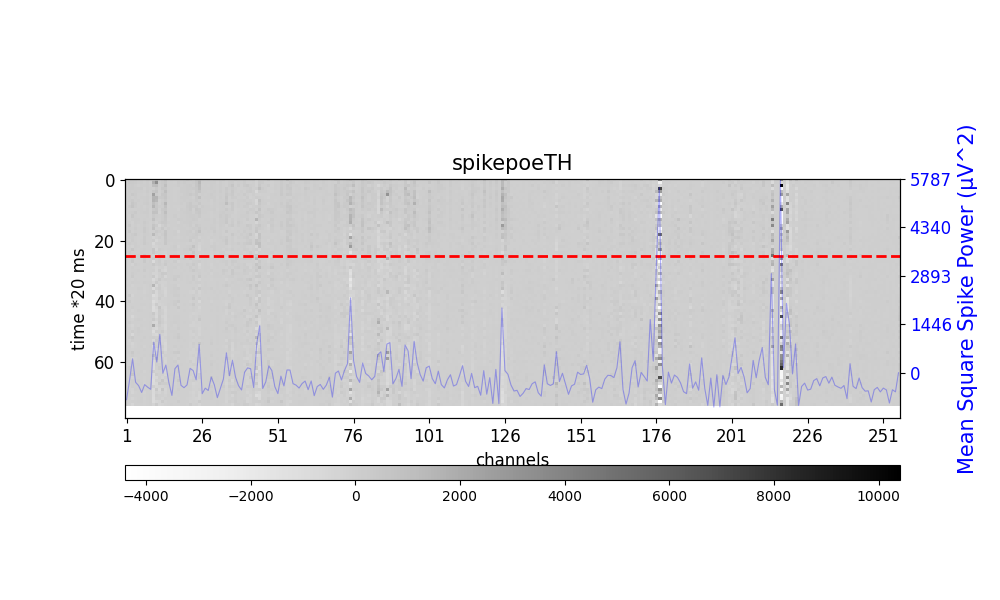 spikepoeTH
0
20
40
60
time *20 ms
5787
4340
2893
1446
0
Mean Square Spike Power (μV^2)
1 26 51 76 101 126 151 176 201 226 251
channels
−4000 −2000 0 2000 4000 6000 8000 10000